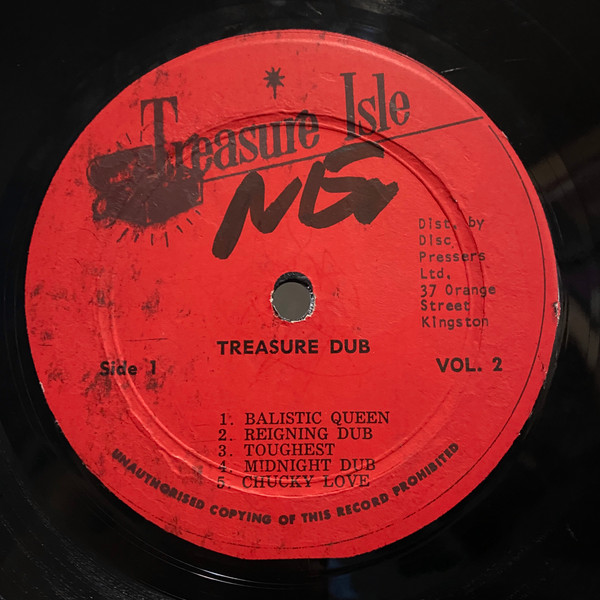 Treasure Isle
NG
Dist. by
Disc
Pressers
Ltd.
37 Orange
Street
Kingston
TREASURE DUB
Side 1
VOL. 2
1. BALISTIC QUEEN
2. REIGNING DUB
3. TOUGHEST
4. MIDNIGHT DUB
5. CHUCKY LOVE
UNAUTHORISED COPYING OF THIS RECORD PROHIBITED